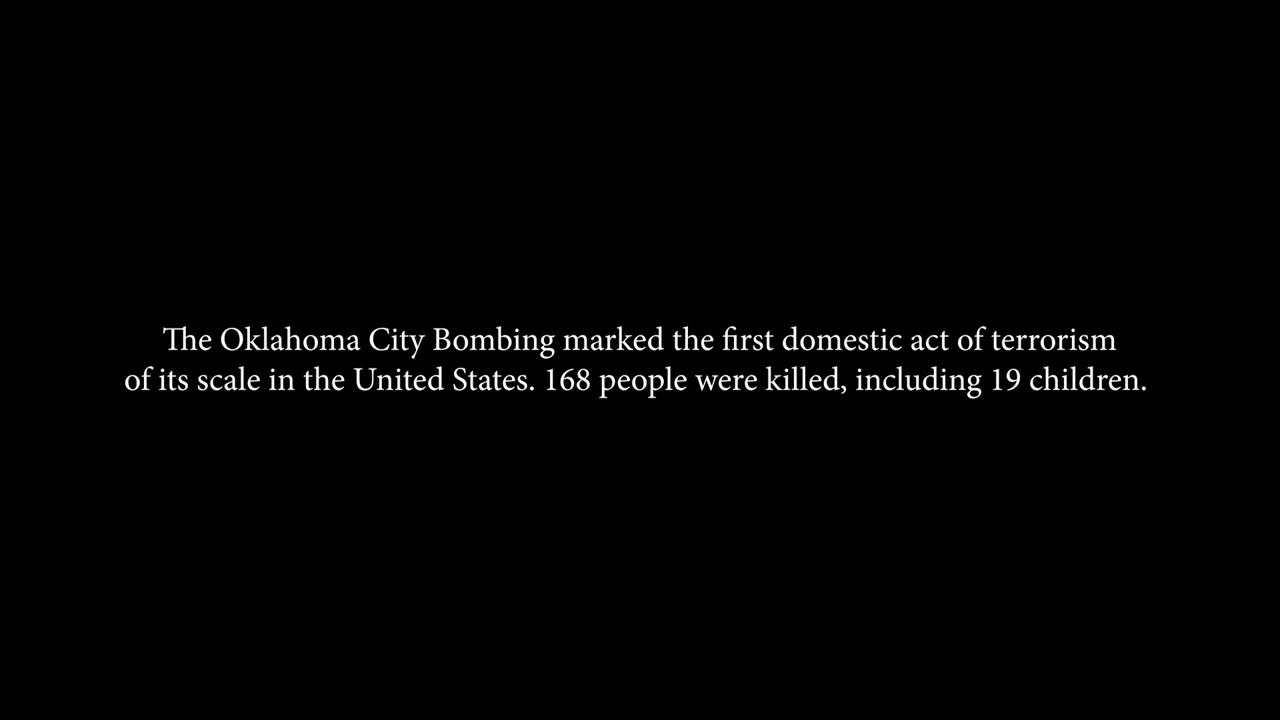 The Oklahoma City Bombing marked the first domestic act of terrorism
of its scale in the United States. 168 people were killed, including 19 children.